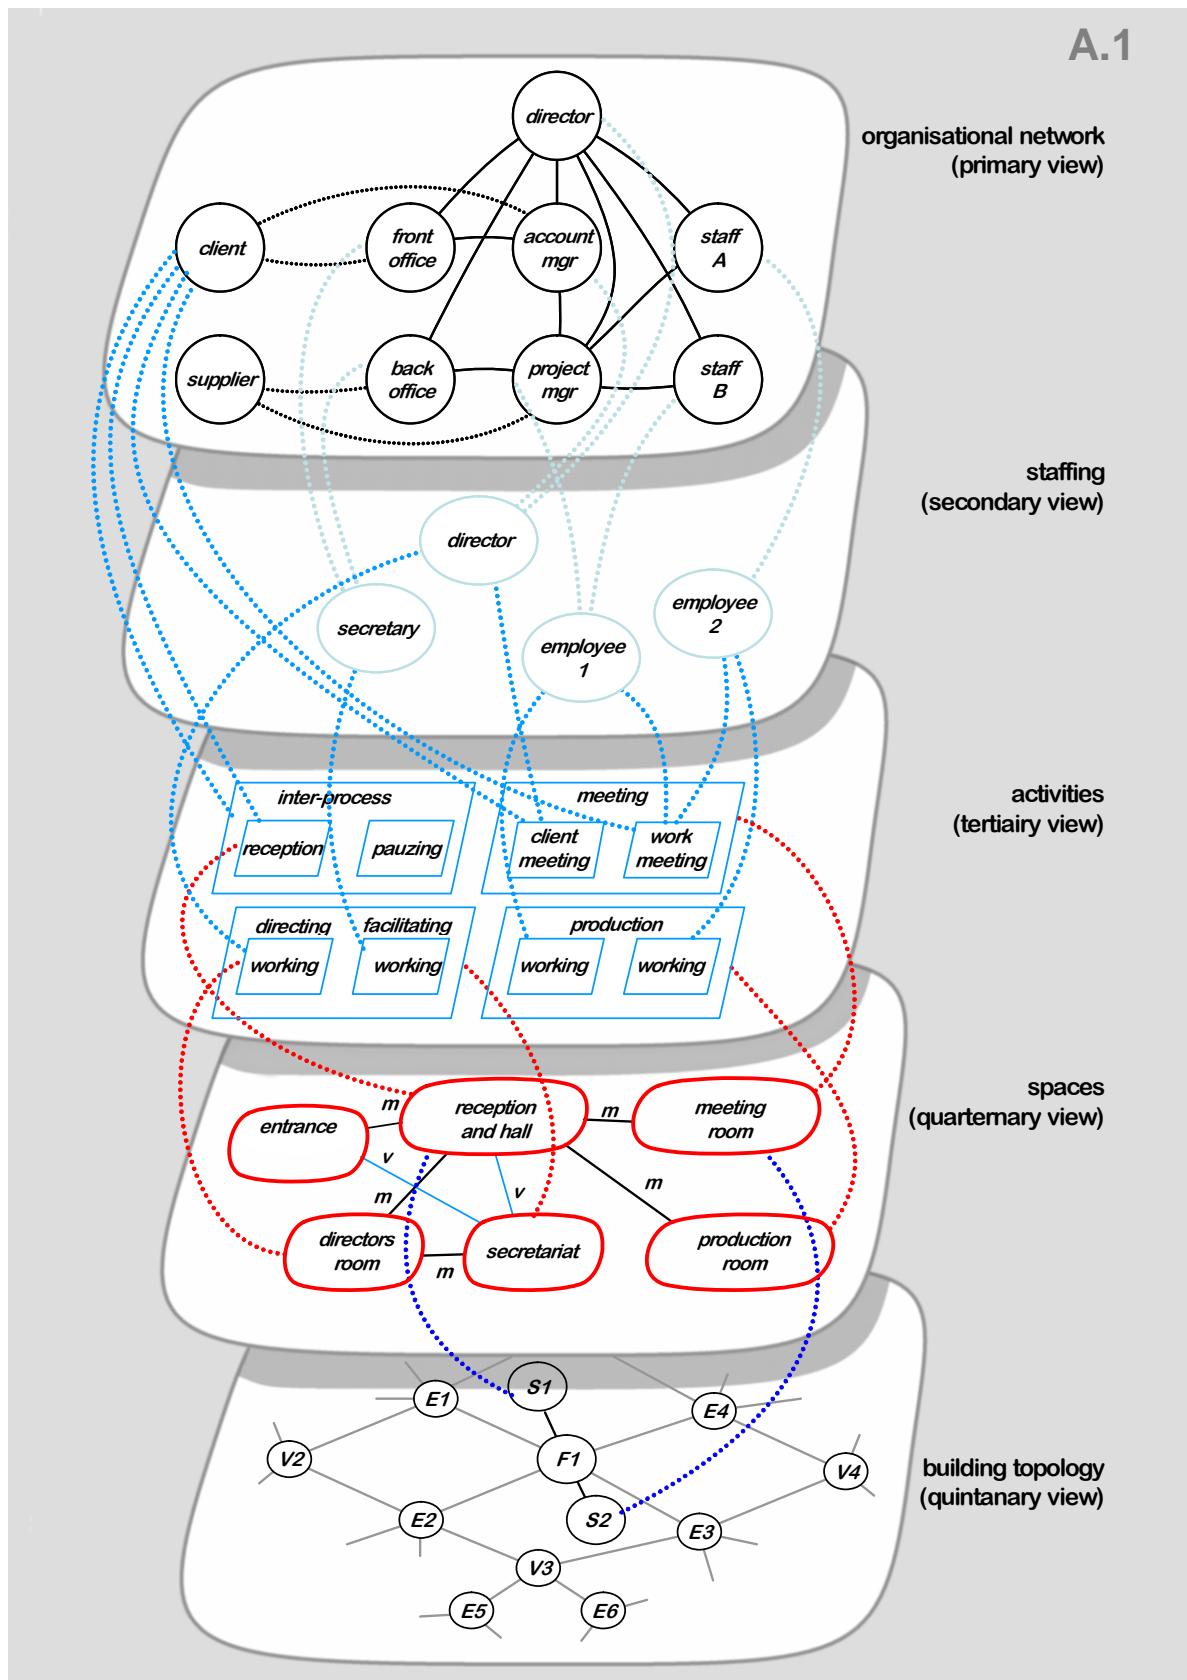 A.1
organisational network
(primary view)
director
client
front
office
account
mgr
staff
A
supplier
back
office
project
mgr
staff
B
staffing
(secondary view)
director
secretary
employee
1
employee
2
activities
(tertiairy view)
inter-process
meeting
reception
pauzing
client
meeting
work
meeting
directing
facilitating
production
working
working
working
working
spaces
(quarternary view)
entrance
m
reception
and hall
m
meeting
room
v
m
v
m
directors
room
m
secretariat
production
room
building topology
(quintanary view)
E1
S1
E4
V2
F1
V4
E2
S2
E3
V3
E5
E6